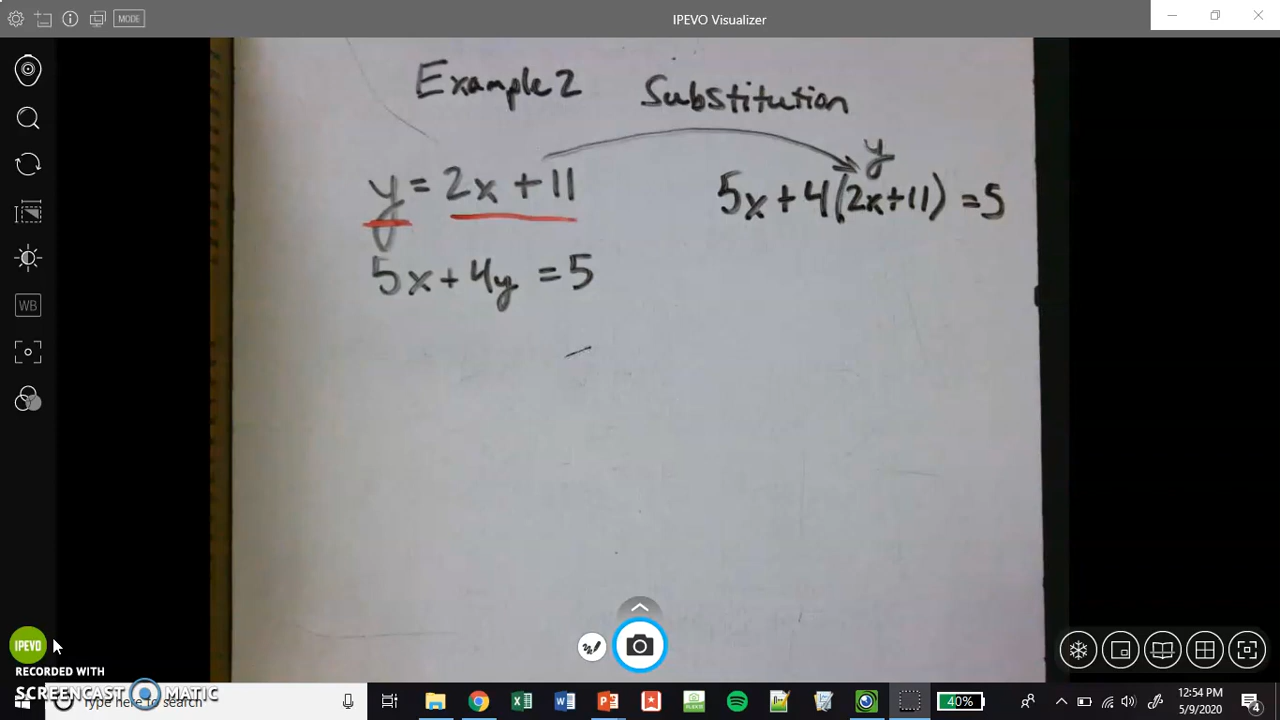 MODE
IPEVO Visualizer
Example 2 Substitution
y = 2x + 11
y
5x + 4(2x + 11) = 5
5x + 4y = 5
WB
IPEVO
RECORDED WITH
SCREENCAST MATIC
Type here to search
40%
12:54 PM
5/9/2020
4